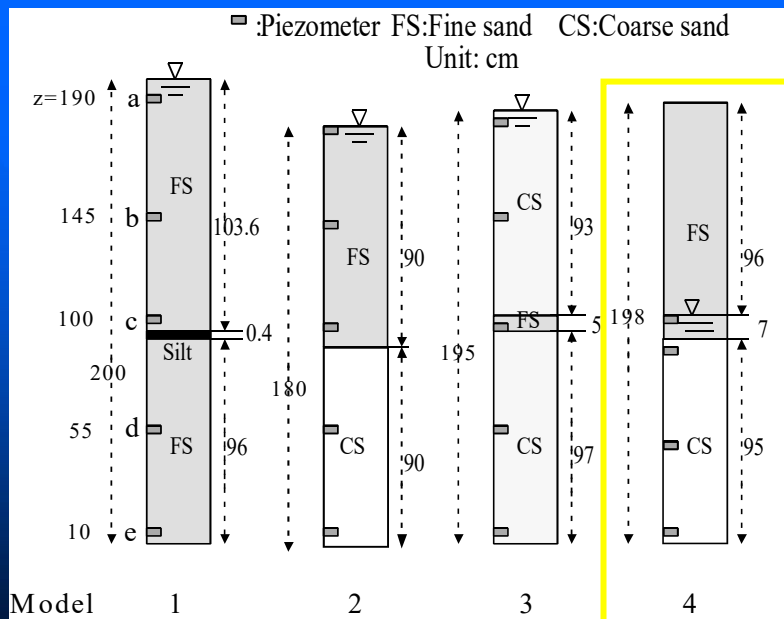 :Piezometer FS:Fine sand CS:Coarse sand
Unit: cm
z=190 a
FS
145 b
103.6
100 c
0.4
Silt
200
55 d
FS
96
10 e
FS
90
180
CS
90
CS
93
FS
5
195
CS
97
FS
96
198
7
CS
95
Model 1 2 3 4